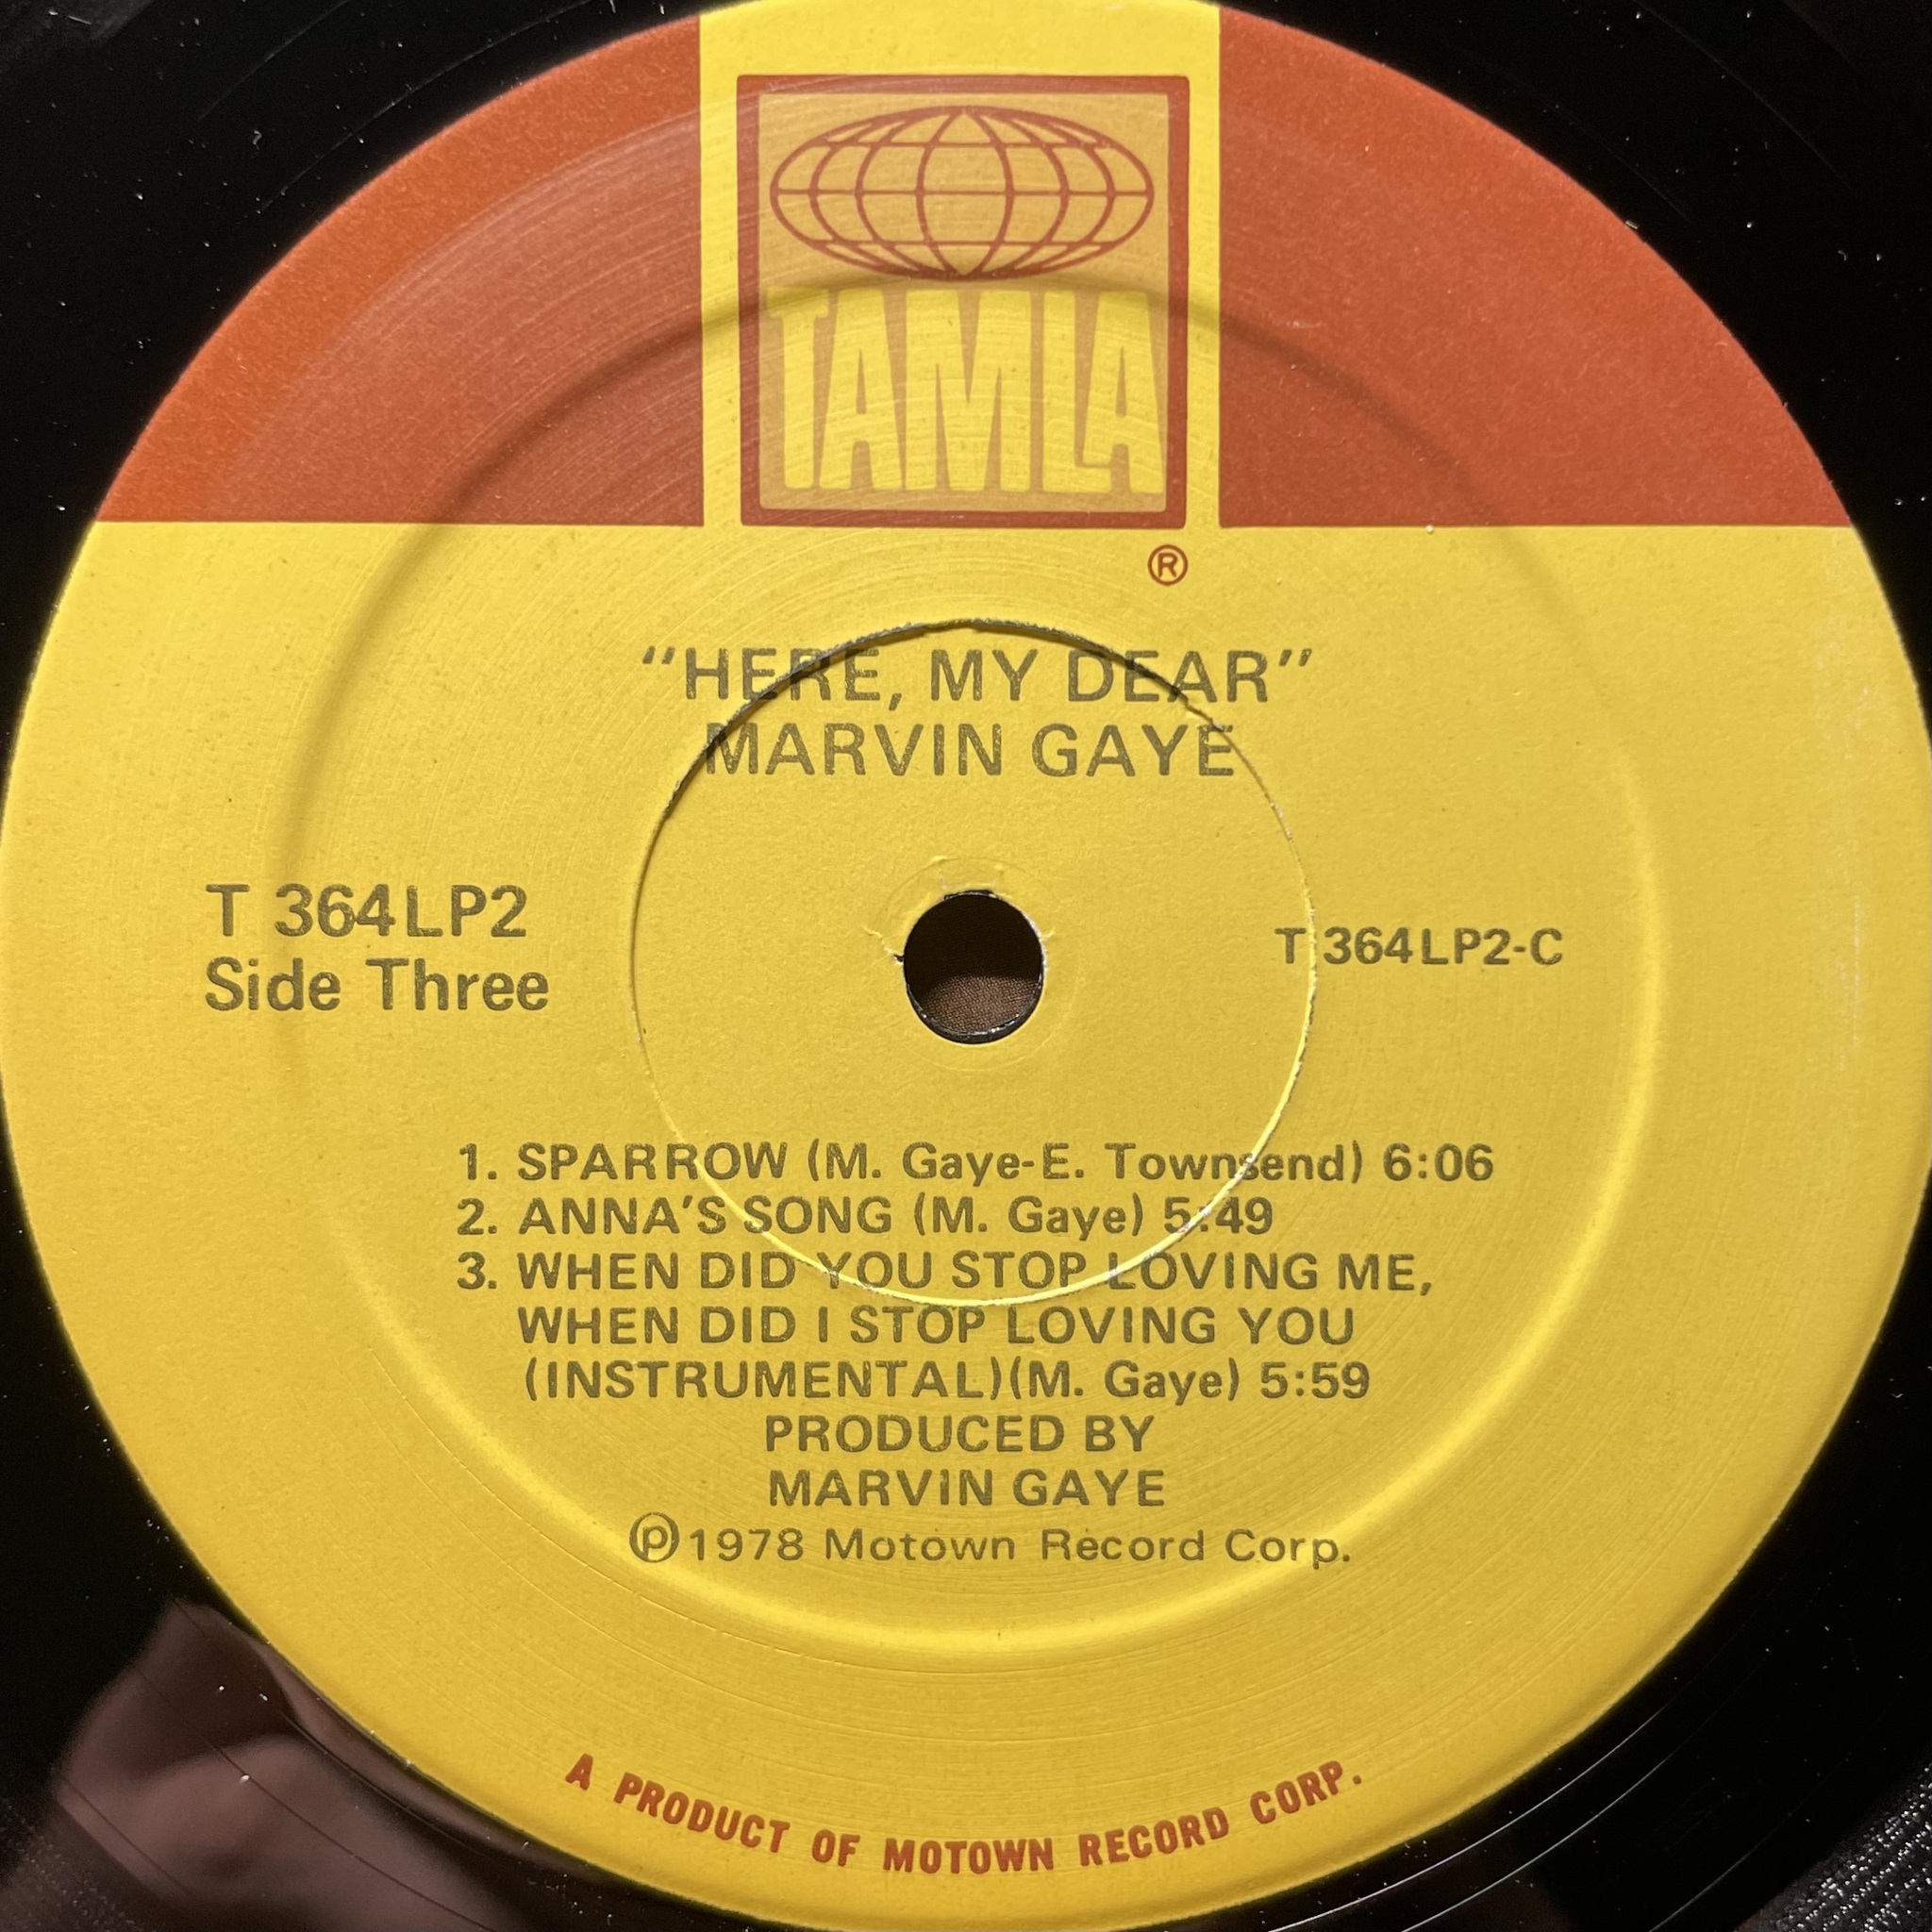 TAMLA
®
“HERE, MY DEAR”
MARVIN GAYE
T 364LP2
Side Three
T 364LP2-C
1. SPARROW (M. Gaye-E. Townsend) 6:06
2. ANNA’S SONG (M. Gaye) 5:49
3. WHEN DID YOU STOP LOVING ME,
WHEN DID I STOP LOVING YOU
(INSTRUMENTAL)(M. Gaye) 5:59
PRODUCED BY
MARVIN GAYE
℗1978 Motown Record Corp.
A PRODUCT OF MOTOWN RECORD CORP.